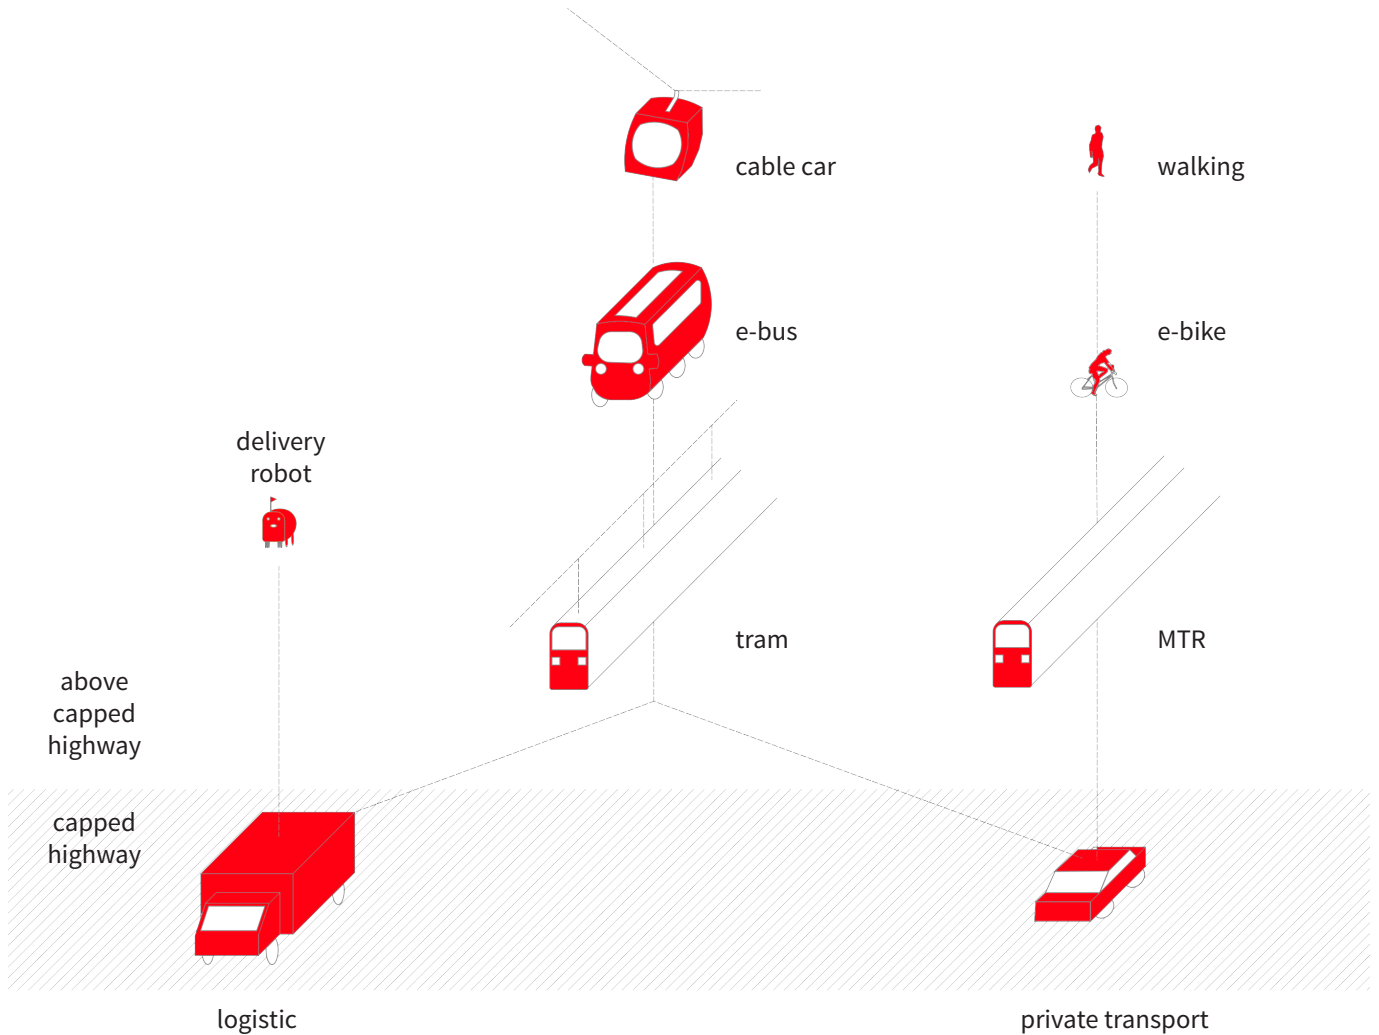 cable car
walking
e-bus
e-bike
delivery
robot
tram
MTR
above
capped
highway
capped
highway
logistic
private transport